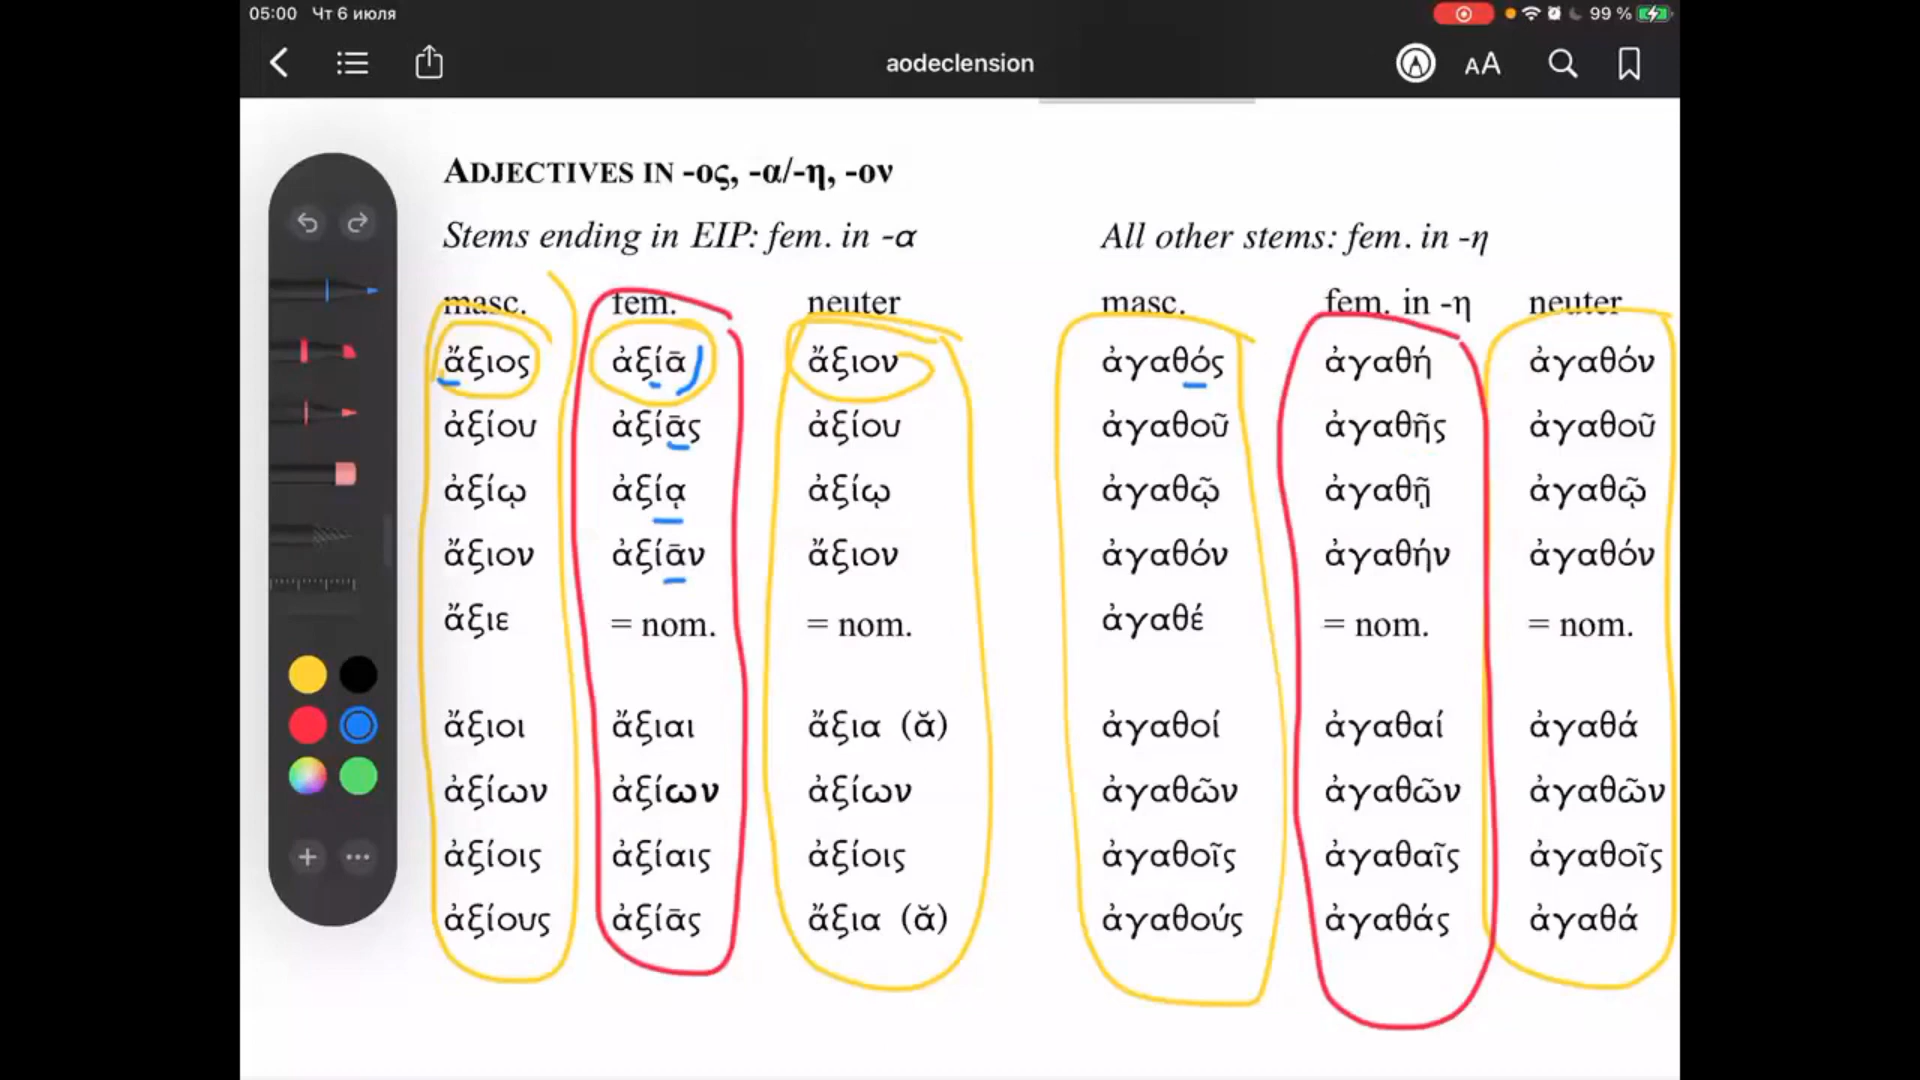 05:00 Чт 6 июля 99 %
aodeclension
AA
ADJECTIVES IN -ος, -α/-η, -ον
Stems ending in ΕΙΡ: fem. in -α All other stems: fem. in -η
masc. fem. neuter masc. fem. in -η neuter
ἄξιος ἀξίᾱ ἄξιον ἀγαθός ἀγαθή ἀγαθόν
ἀξίου ἀξίᾱς ἀξίου ἀγαθοῦ ἀγαθῆς ἀγαθοῦ
ἀξίῳ ἀξίᾳ ἀξίῳ ἀγαθῷ ἀγαθῇ ἀγαθῷ
ἄξιον ἀξίᾱν ἄξιον ἀγαθόν ἀγαθήν ἀγαθόν
ἄξιε = nom. = nom. ἀγαθέ = nom. = nom.
ἄξιοι ἄξιαι ἄξια (ᾰ) ἀγαθοί ἀγαθαί ἀγαθά
ἀξίων ἀξίων ἀξίων ἀγαθῶν ἀγαθῶν ἀγαθῶν
ἀξίοις ἀξίαις ἀξίοις ἀγαθοῖς ἀγαθαῖς ἀγαθοῖς
ἀξίους ἀξίᾱς ἄξια (ᾰ) ἀγαθούς ἀγαθάς ἀγαθά